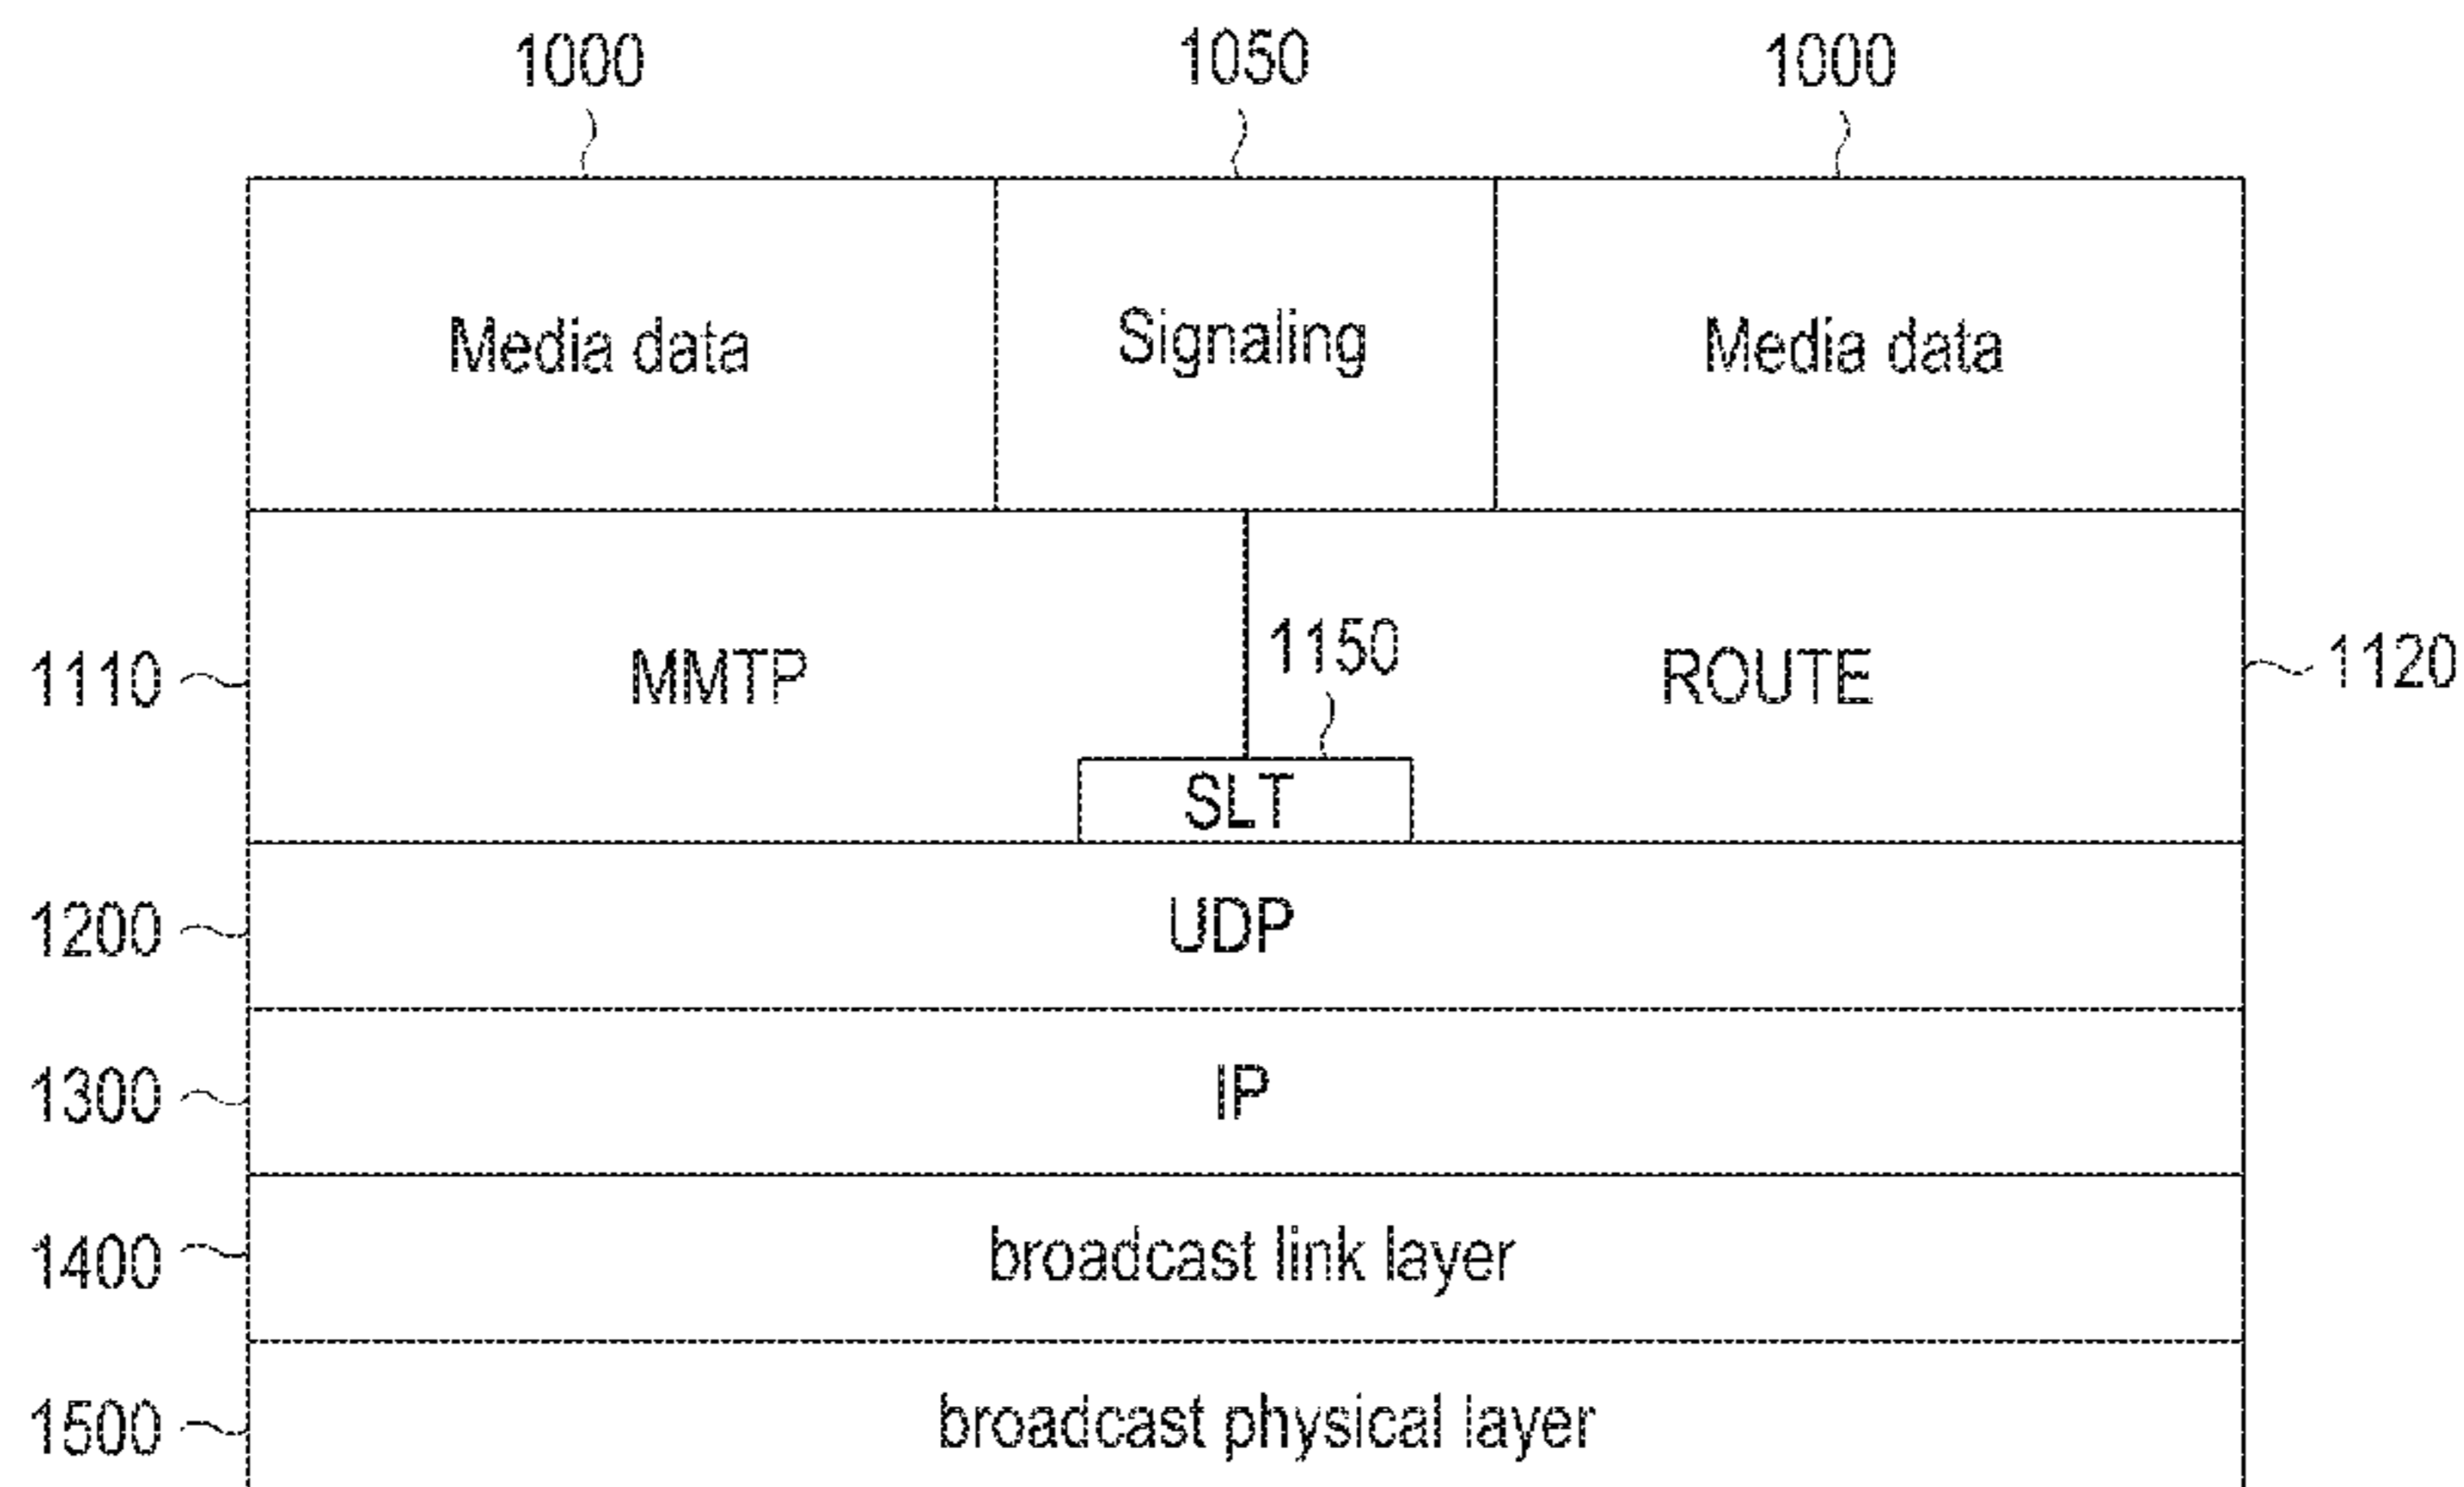 1000 1050 1000
Media data Signaling Media data
1110 MMTP 1150 ROUTE 1120
SLT
1200 UDP
1300 IP
1400 broadcast link layer
1500 broadcast physical layer